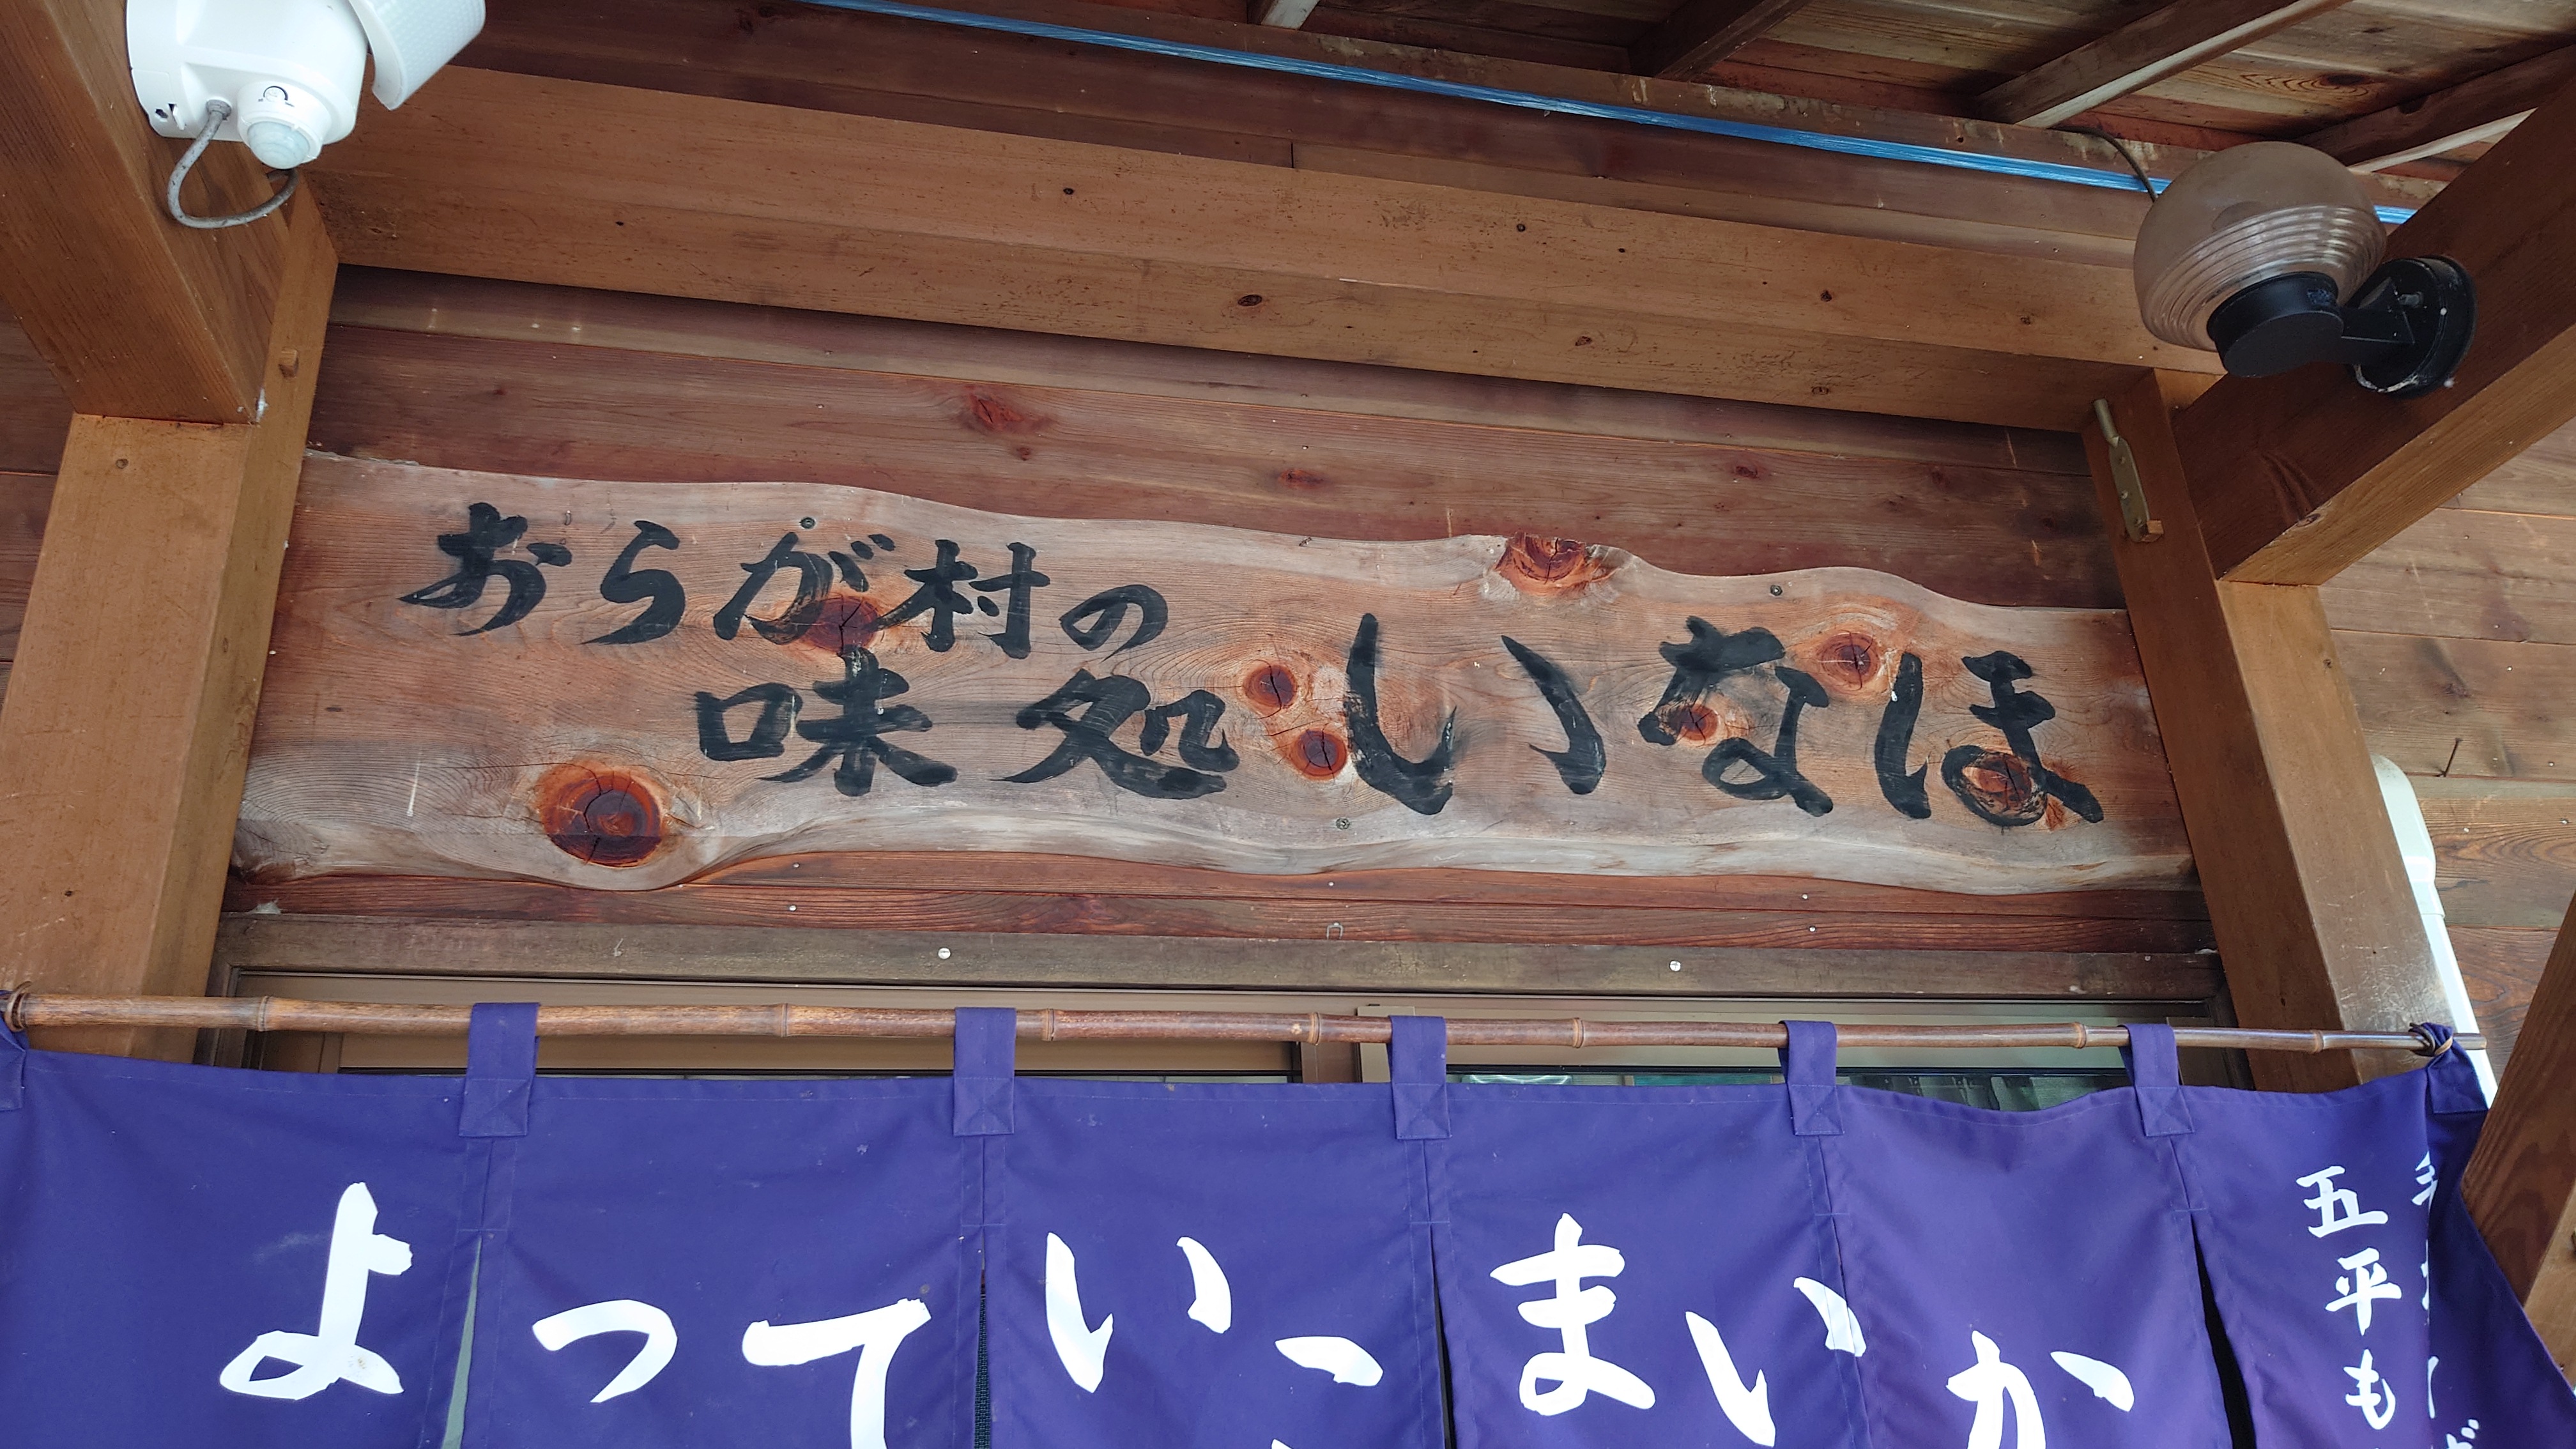 おらが村の
味処いなほ
よってい
まいか
五平も